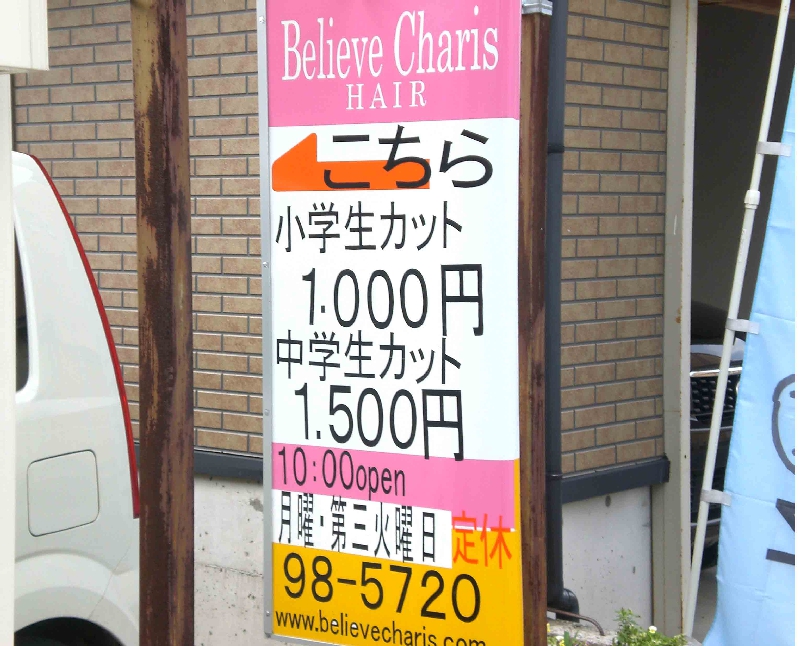 Believe Charis
HAIR
こちら
小学生カット
1.000円
中学生カット
1.500円
10:00open
月曜・第三火曜日 定休
98-5720
www.believecharis.com